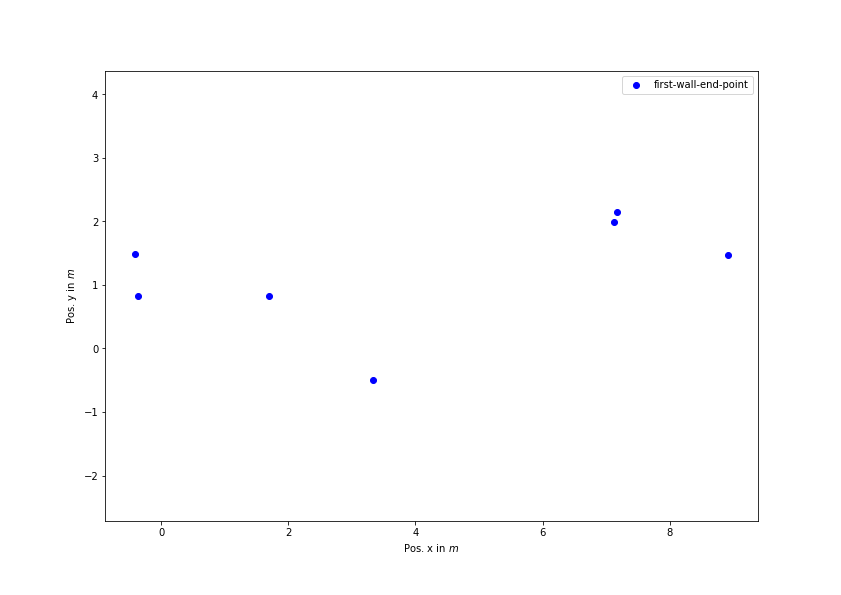 first-wall-end-point
4
3
2
1
0
−1
−2
Pos. y in m
0 2 4 6 8
Pos. x in m